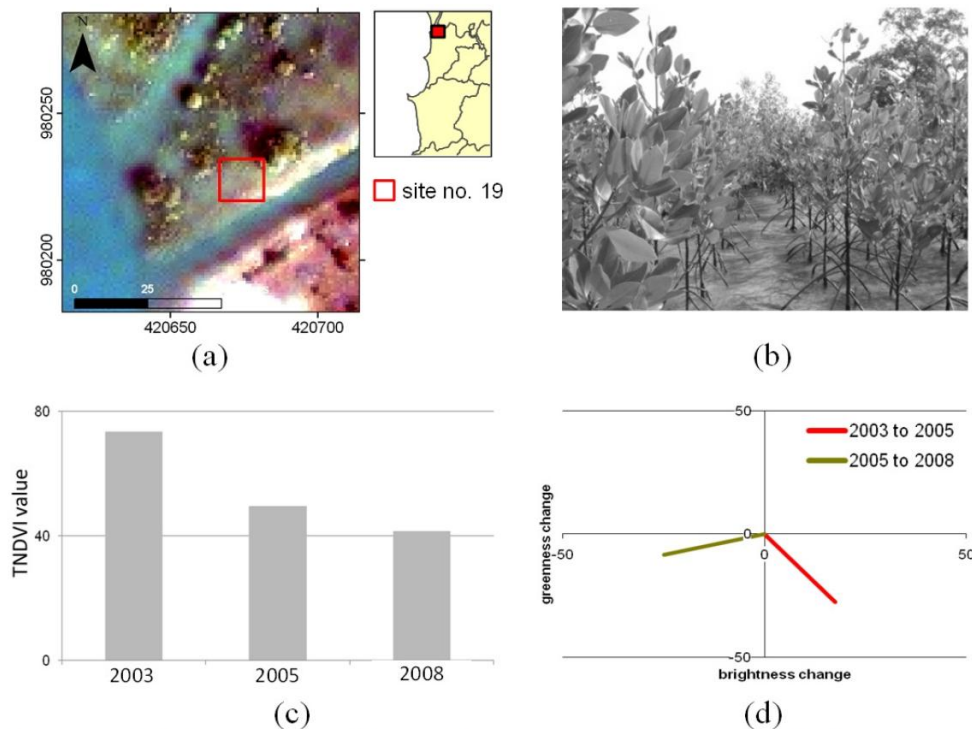 N
980250
980200
0 25
420650 420700
site no. 19
(a)
(b)
80
40
0
TNDVI value
2003 2005 2008
(c)
50
0
-50
-50 0 50
greenness change
brightness change
2003 to 2005
2005 to 2008
(d)